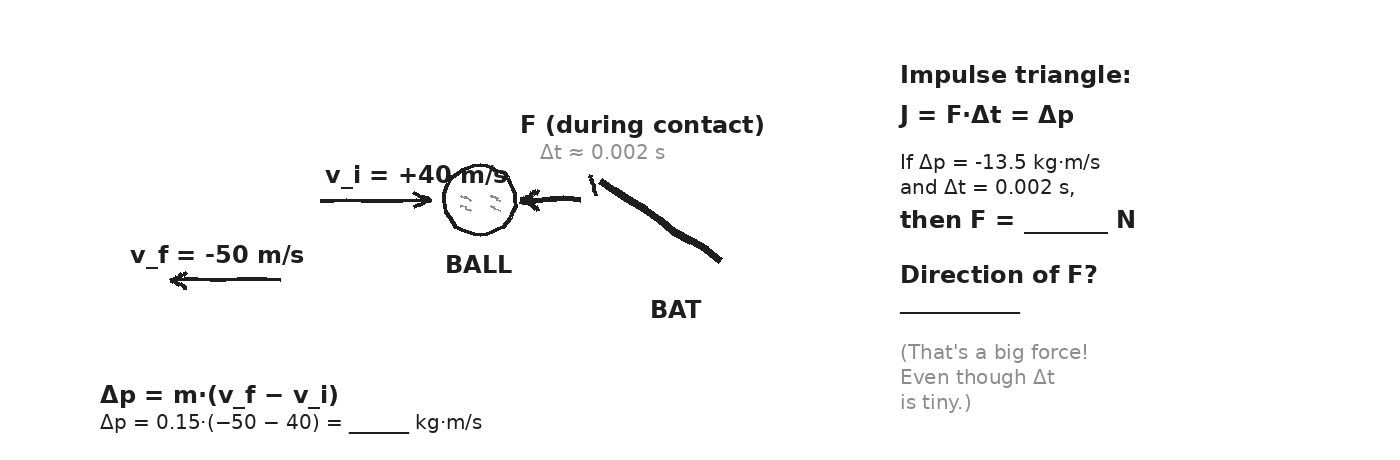 F (during contact)
Δt ≈ 0.002 s
v_i = +40 m/s
v_f = -50 m/s
BALL
BAT
Δp = m·(v_f − v_i)
Δp = 0.15·(−50 − 40) = ______ kg·m/s
Impulse triangle:
J = F·Δt = Δp
If Δp = -13.5 kg·m/s
and Δt = 0.002 s,
then F = _______ N
Direction of F?
____________
(That's a big force!
Even though Δt
is tiny.)